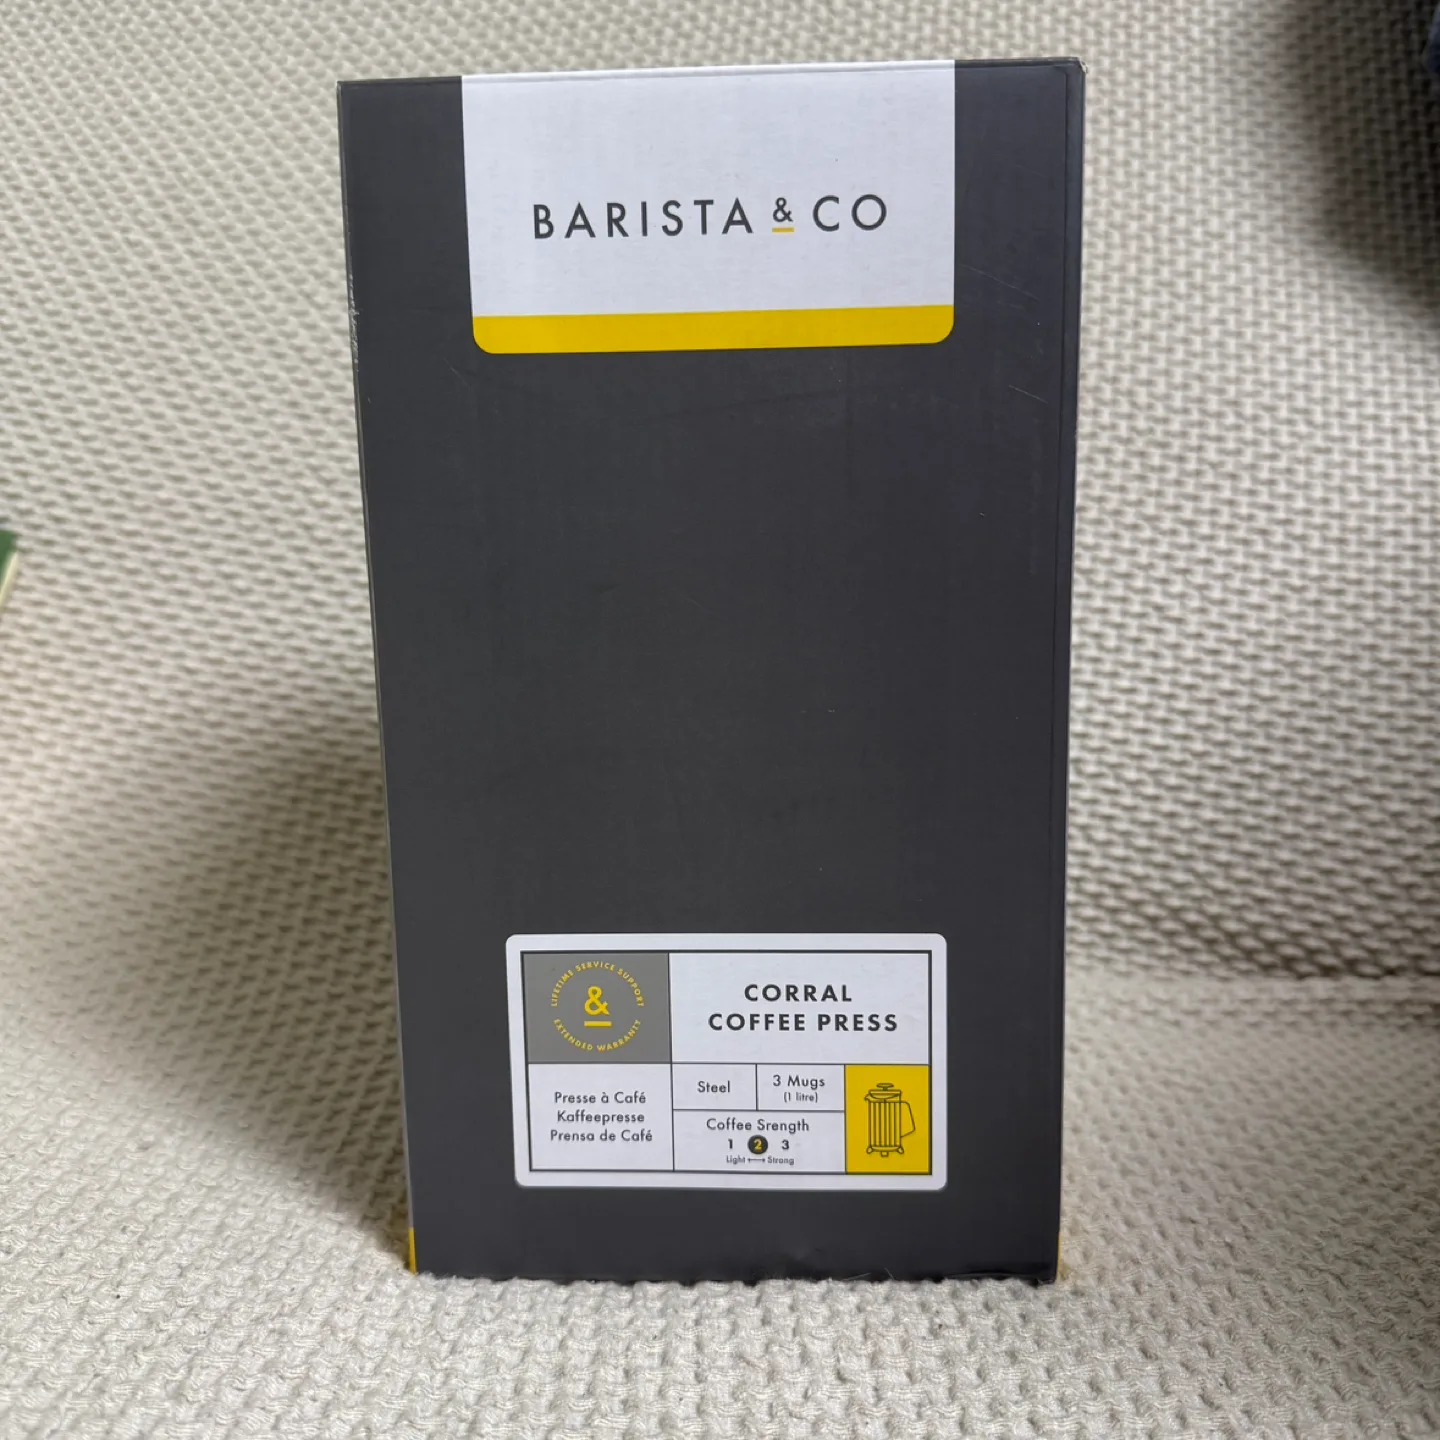 BARISTA & CO
LIFETIME SERVICE SUPPORT
&
EXTENDED WARRANTY
CORRAL
COFFEE PRESS
Presse à Café
Kaffeepresse
Prensa de Café
Steel
3 Mugs
(1 litre)
Coffee Srength
1 2 3
Light ⟷ Strong